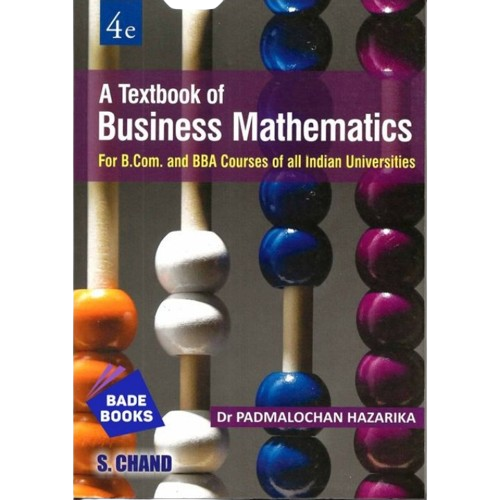 4e
A Textbook of
Business Mathematics
For B.Com. and BBA Courses of all Indian Universities
Dr PADMALOCHAN HAZARIKA
BADE
BOOKS
S. CHAND